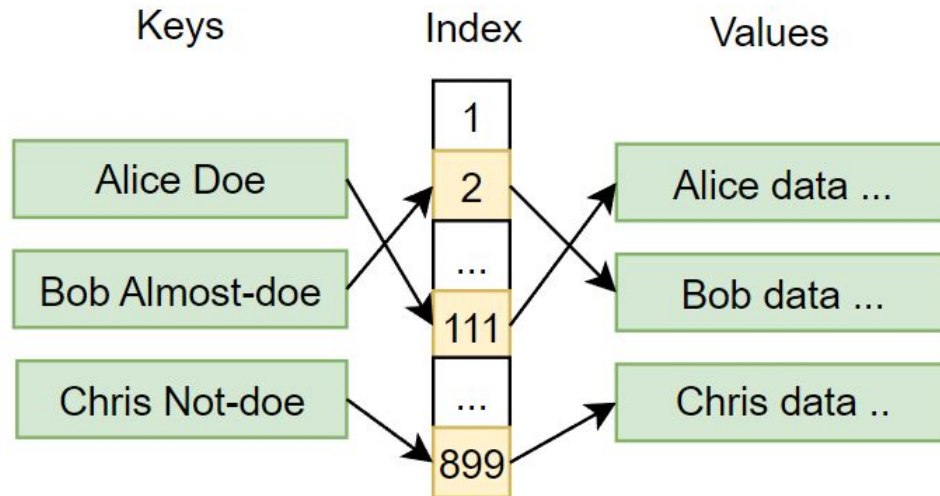 Keys
Index
Values
1
Alice Doe
2
Alice data ...
...
Bob Almost-doe
Bob data ...
111
Chris Not-doe
...
Chris data ..
899